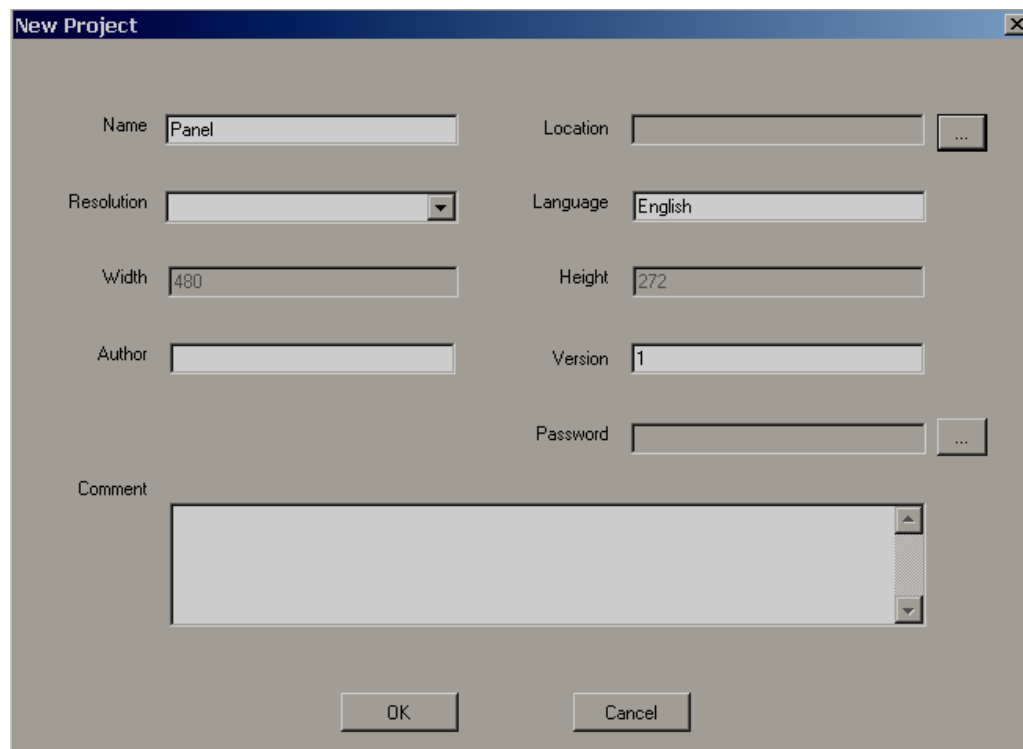 New Project
Name Panel Location ...
Resolution Language English
Width 480 Height 272
Author Version 1
Password ...
Comment
OK Cancel